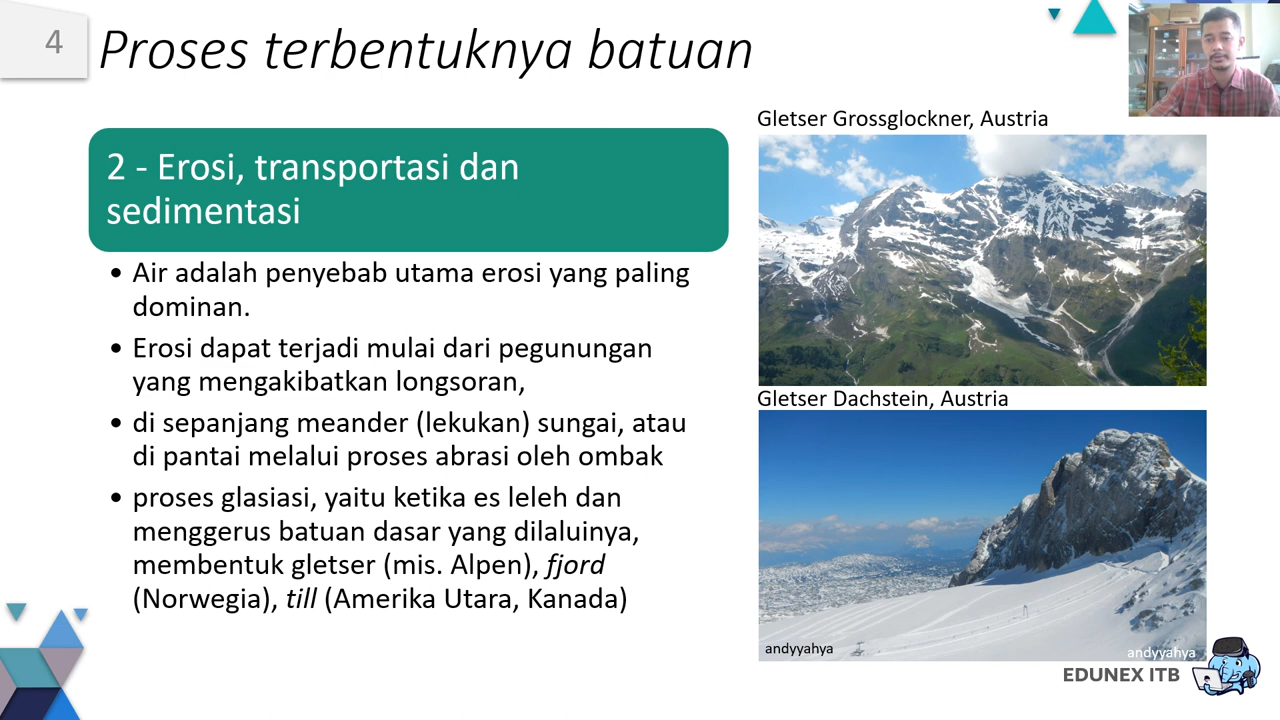 4
Proses terbentuknya batuan
2 - Erosi, transportasi dan
sedimentasi
• Air adalah penyebab utama erosi yang paling
dominan.
• Erosi dapat terjadi mulai dari pegunungan
yang mengakibatkan longsoran,
• di sepanjang meander (lekukan) sungai, atau
di pantai melalui proses abrasi oleh ombak
• proses glasiasi, yaitu ketika es leleh dan
menggerus batuan dasar yang dilaluinya,
membentuk gletser (mis. Alpen), fjord
(Norwegia), till (Amerika Utara, Kanada)
Gletser Grossglockner, Austria
Gletser Dachstein, Austria
andyyahya
andyyahya
EDUNEX ITB